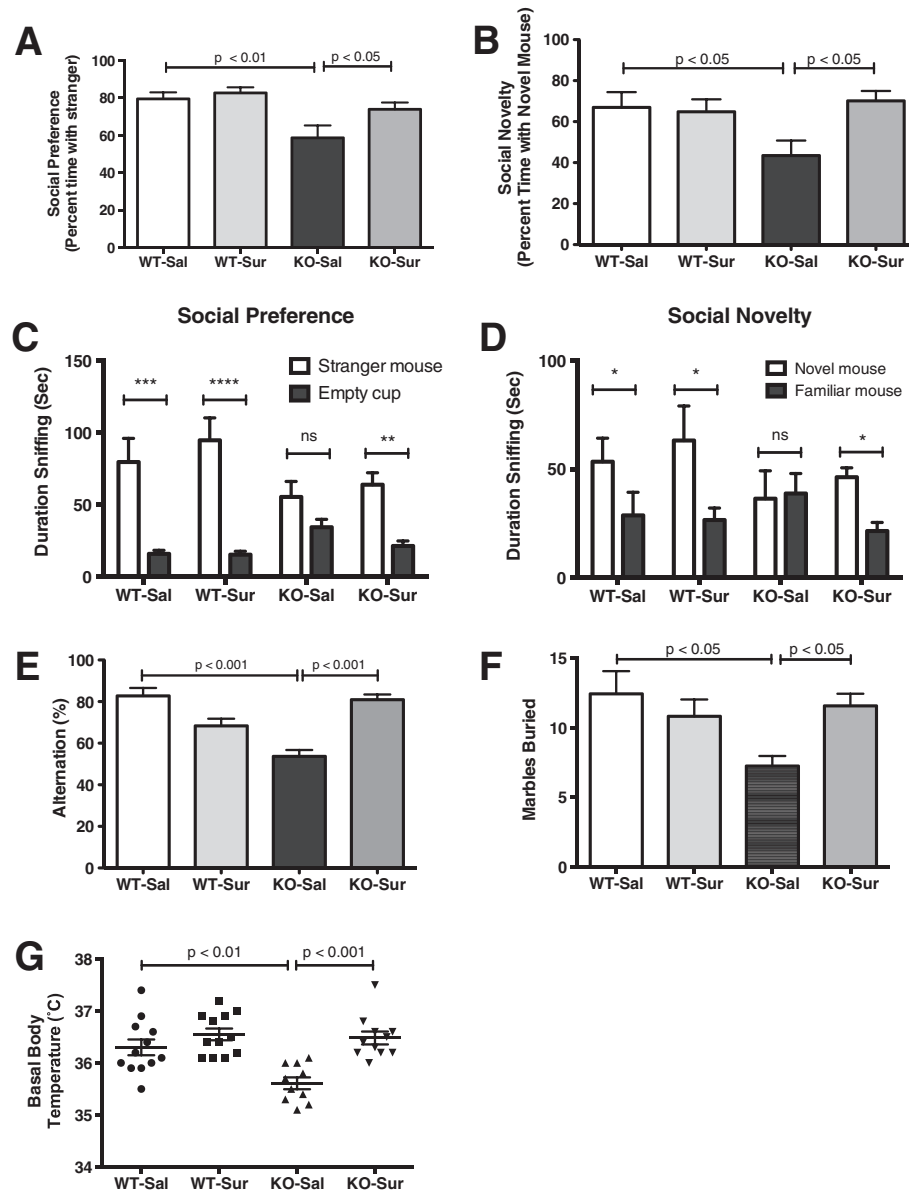 A
Social Preference
(Percent time with stranger)
p < 0.01
p < 0.05
100
80
60
40
20
0
WT-Sal WT-Sur KO-Sal KO-Sur
B
Social Novelty
(Percent Time with Novel Mouse)
p < 0.05
p < 0.05
100
80
60
40
20
0
WT-Sal WT-Sur KO-Sal KO-Sur
C
Social Preference
Duration Sniffing (Sec)
150
100
50
0
Stranger mouse
Empty cup
*** **** ns **
WT-Sal WT-Sur KO-Sal KO-Sur
D
Social Novelty
Duration Sniffing (Sec)
100
50
0
Novel mouse
Familiar mouse
* * ns *
WT-Sal WT-Sur KO-Sal KO-Sur
E
Alternation (%)
p < 0.001
p < 0.001
100
80
60
40
20
0
WT-Sal WT-Sur KO-Sal KO-Sur
F
Marbles Buried
p < 0.05
p < 0.05
15
10
5
0
WT-Sal WT-Sur KO-Sal KO-Sur
G
Basal Body
Temperature (˚C)
p < 0.01
p < 0.001
38
37
36
35
34
WT-Sal WT-Sur KO-Sal KO-Sur